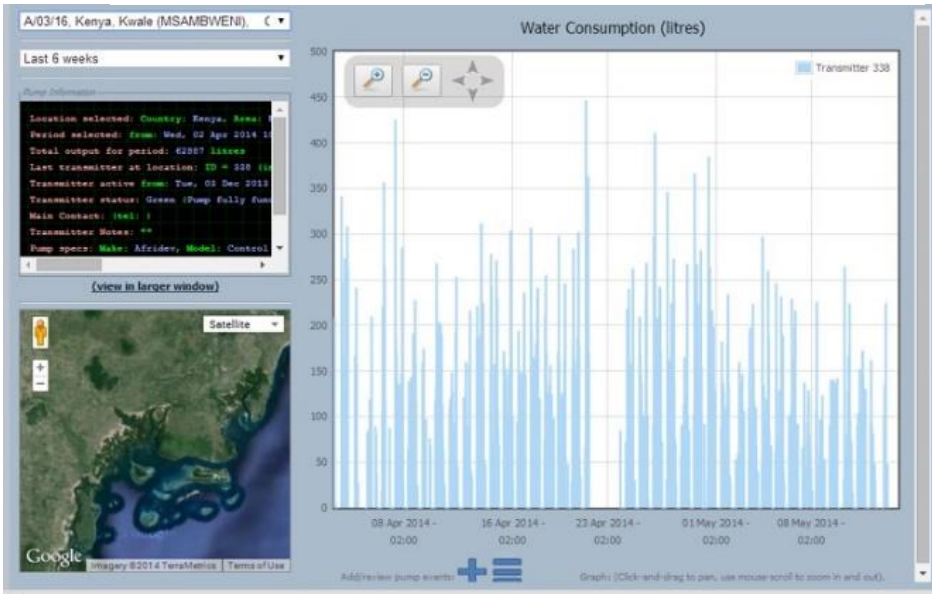 A/03/16, Kenya, Kwale (MSAMBWENI),
Last 6 weeks
Pump Information
Location selected: Country: Kenya, Area:
Period selected: from: Wed, 02 Apr 2014
Total output for period: 62887 litres
Last transmitter at location: ID = 338
Transmitter active from: Tue, 03 Dec 2013
Transmitter status: Green (Pump fully
Main Contact: (tel: )
Transmitter Notes: ""
Pump specs: Make: Afridev, Model: Control
(view in larger window)
Satellite
+
−
Google
Imagery ©2014 TerraMetrics
Terms of Use
Water Consumption (litres)
Transmitter 338
500
450
400
350
300
250
200
150
100
50
0
08 Apr 2014 - 02:00
16 Apr 2014 - 02:00
23 Apr 2014 - 02:00
01 May 2014 - 02:00
08 May 2014 - 02:00
Add/review pump events:
Graph: (Click-and-drag to pan, use mouse-scroll to zoom in and out).